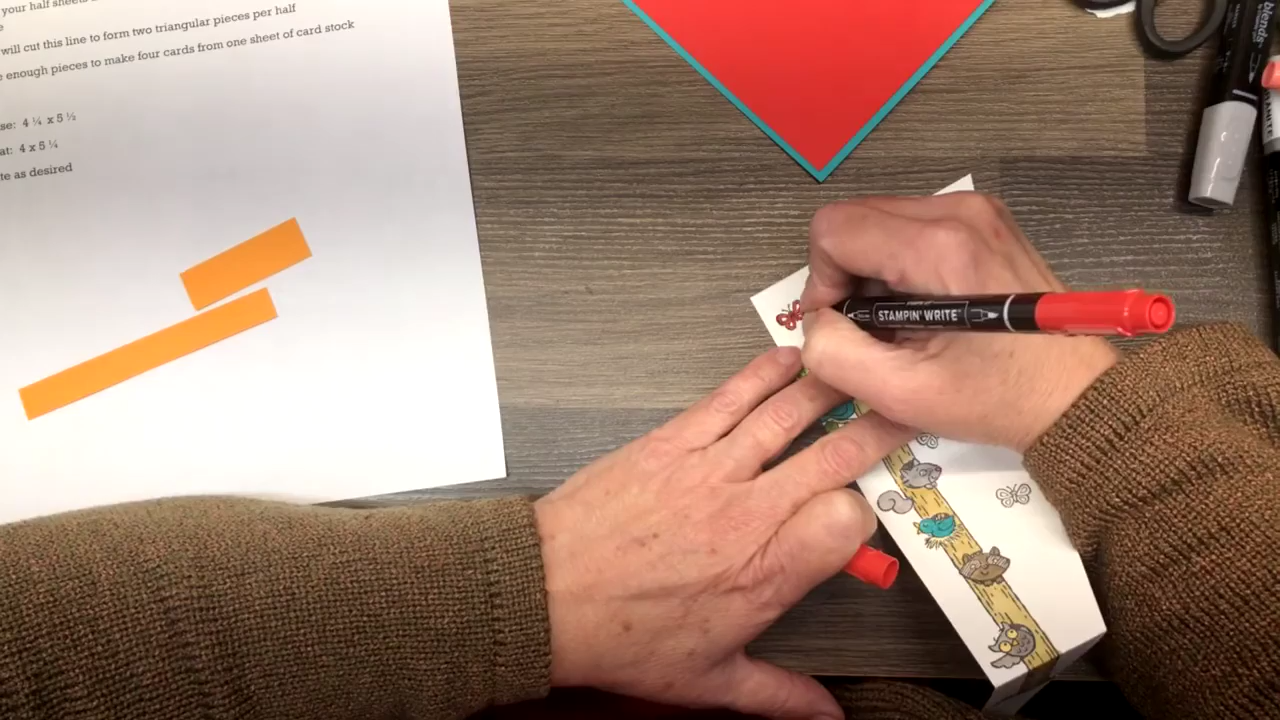 your half sheets
e
will cut this line to form two triangular pieces per half
e enough pieces to make four cards from one sheet of card stock
se: 4 ¼ x 5 ½
at: 4 x 5 ¼
te as desired
STAMPIN' WRITE
blends